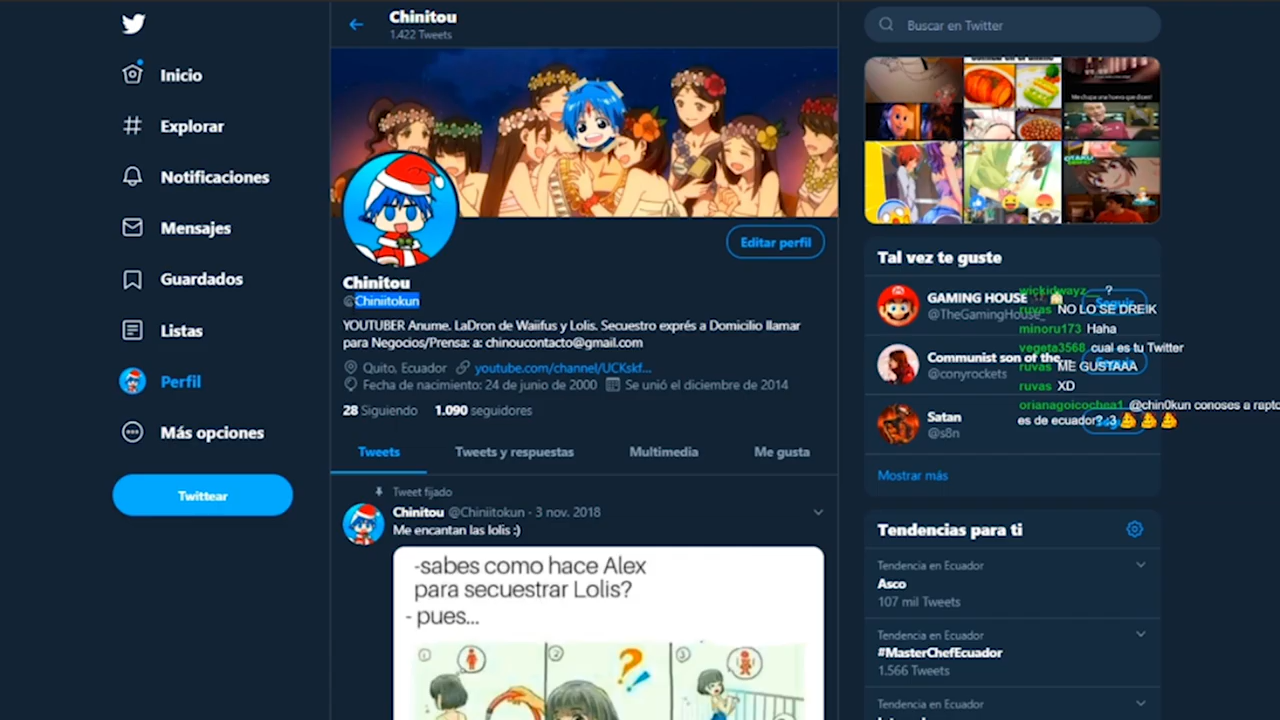 Inicio
Explorar
Notificaciones
Mensajes
Guardados
Listas
Perfil
Más opciones
Twittear
Chinitou
1.422 Tweets
Editar perfil
Chinitou
@Chiniitokun
YOUTUBER Anume. LaDron de Waiifus y Lolis. Secuestro exprés a Domicilio llamar
para Negocios/Prensa: a: chinoucontacto@gmail.com
Quito, Ecuador youtube.com/channel/UCKskf...
Fecha de nacimiento: 24 de junio de 2000 Se unió el diciembre de 2014
28 Siguiendo 1.090 seguidores
Tweets Tweets y respuestas Multimedia Me gusta
Tweet fijado
Chinitou @Chiniitokun · 3 nov. 2018
Me encantan las lolis :)
-sabes como hace Alex
para secuestrar Lolis?
- pues...
1 2 3
Buscar en Twitter
Tal vez te guste
GAMING HOUSE
@TheGamingHouse_
Communist son of the...
@conyrockets
Satan
@s8n
Mostrar más
wickidwayz__ ?
ruvas NO LO SE DREIK
minoru173 Haha
vegeta3568 cual es tu Twitter
ruvas ME GUSTAAA
ruvas XD
orianagoicochea1 @chin0kun conoses a rapto
es de ecuador? :3
Tendencias para ti
Tendencia en Ecuador
Asco
107 mil Tweets
Tendencia en Ecuador
#MasterChefEcuador
1.566 Tweets
Tendencia en Ecuador